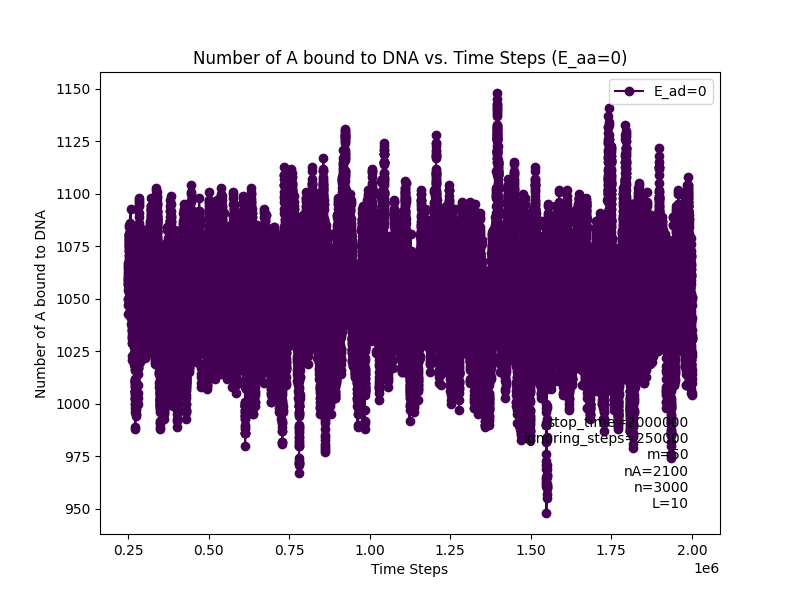 Number of A bound to DNA vs. Time Steps (E_aa=0)
E_ad=0
Number of A bound to DNA
1150
1125
1100
1075
1050
1025
1000
975
950
stop_time=2000000
ignoring_steps=250000
m=50
nA=2100
n=3000
L=10
0.25 0.50 0.75 1.00 1.25 1.50 1.75 2.00
1e6
Time Steps